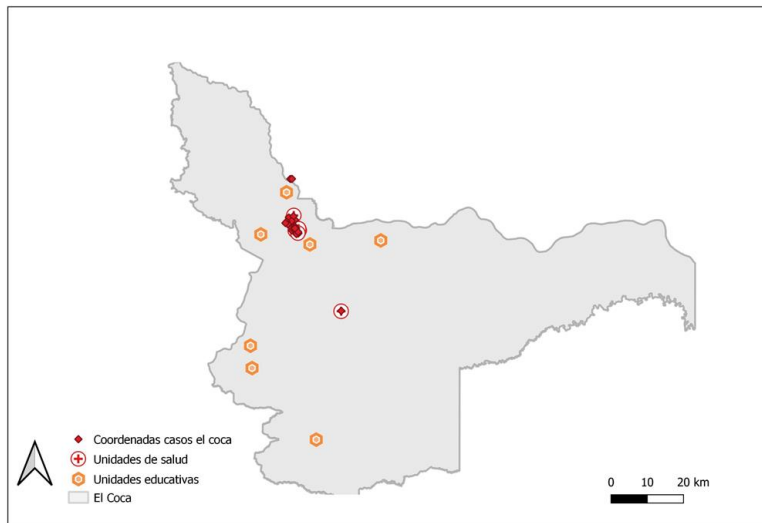 Coordenadas casos el coca
Unidades de salud
Unidades educativas
El Coca
0 10 20 km